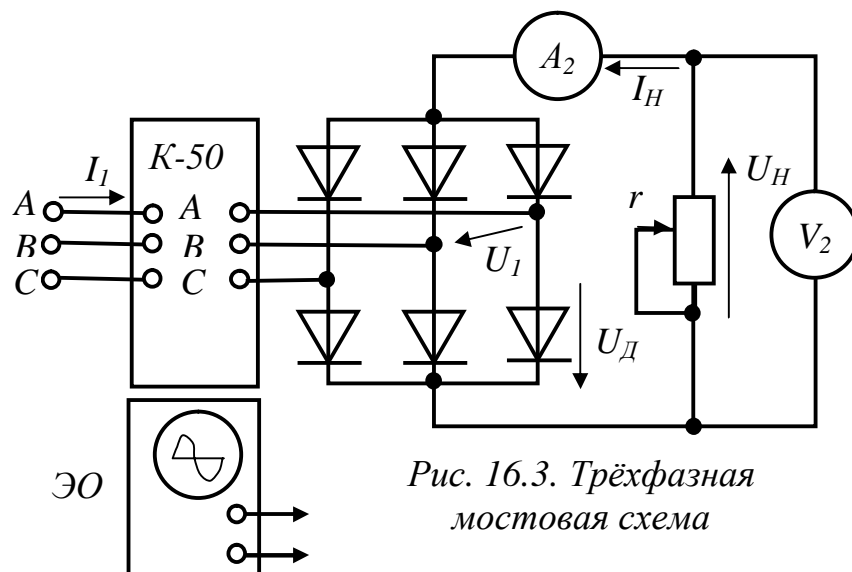 A₂
I_Н
К-50
I₁
A
A
B
B
C
C
U₁
r
U_Н
V₂
U_Д
ЭО
Рис. 16.3. Трёхфазная
мостовая схема